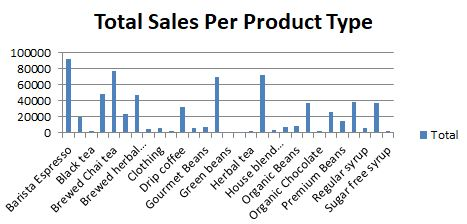 Total Sales Per Product Type
100000
80000
60000
40000
20000
0
Barista Espresso
Black tea
Brewed Chai tea
Brewed herbal...
Clothing
Drip coffee
Gourmet Beans
Green beans
Herbal tea
House blend...
Organic Beans
Organic Chocolate
Premium Beans
Regular syrup
Sugar free syrup
Total